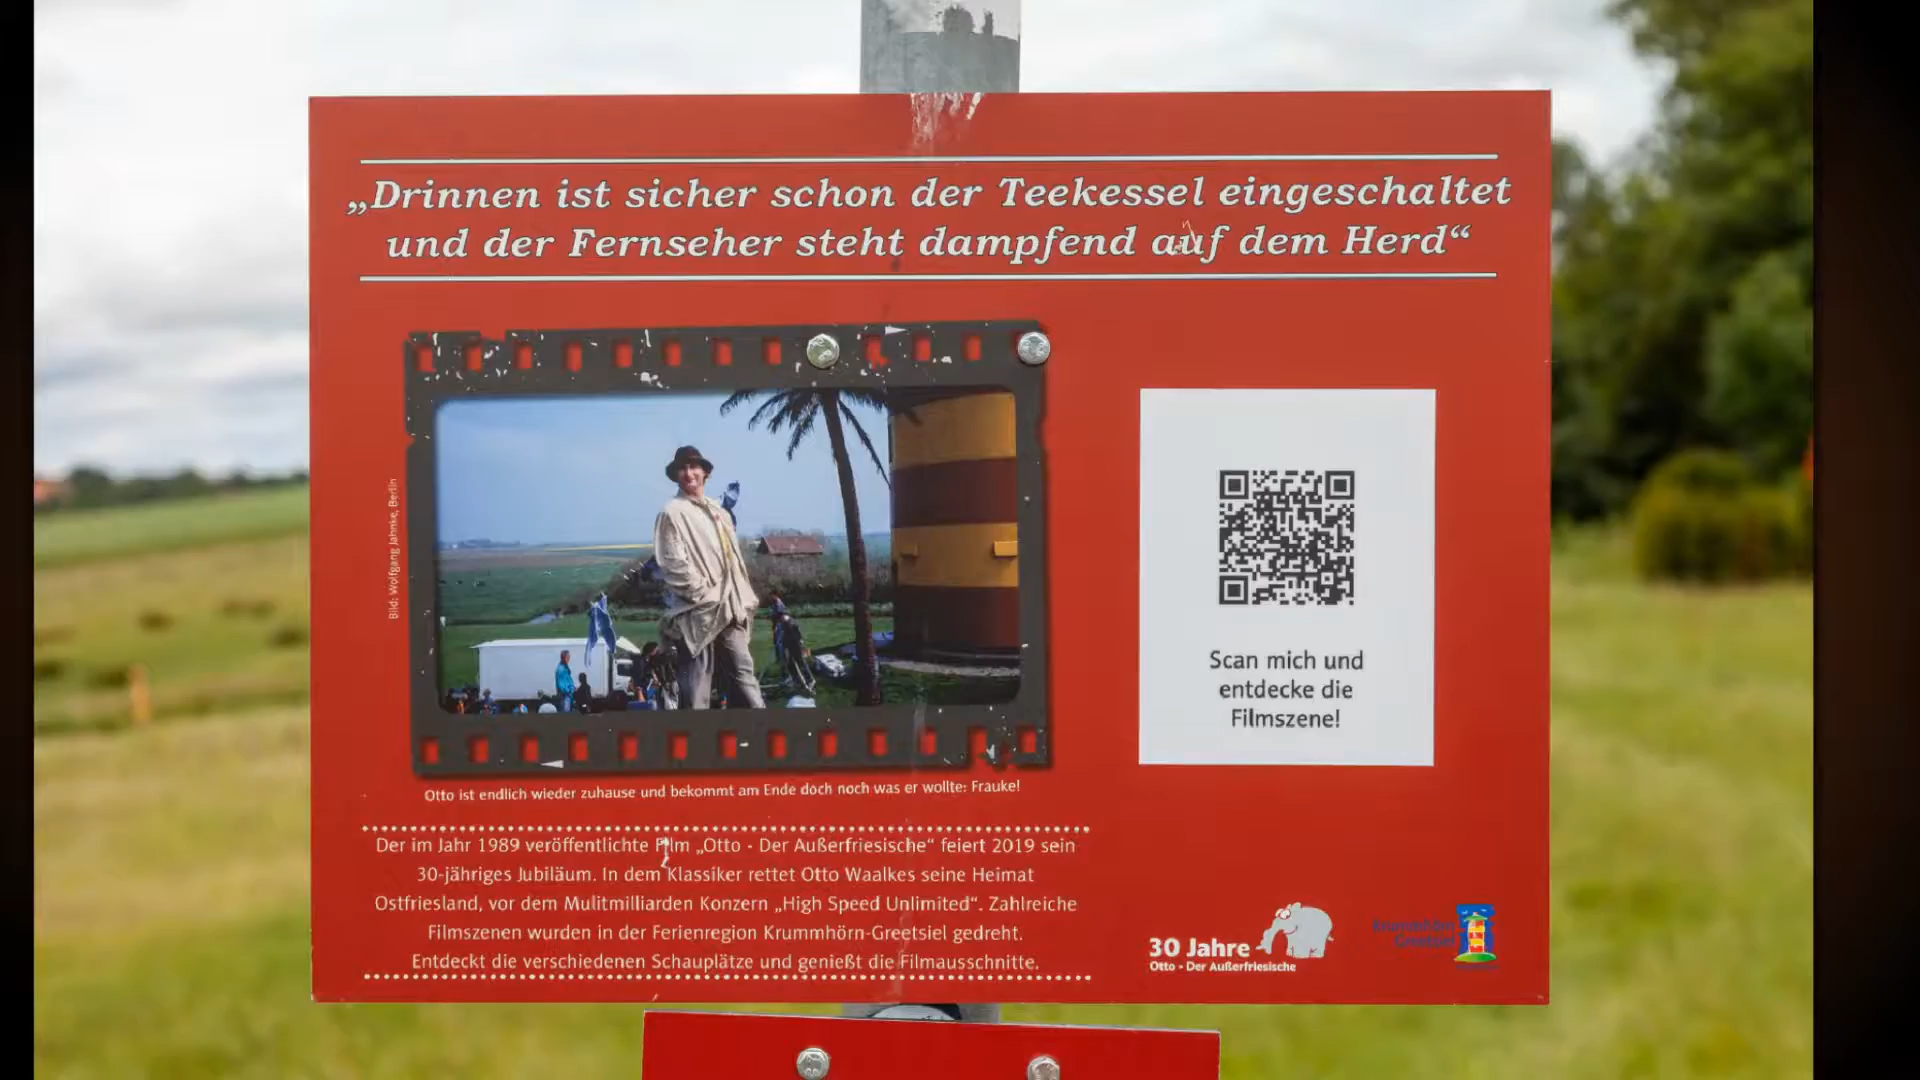 „Drinnen ist sicher schon der Teekessel eingeschaltet
und der Fernseher steht dampfend auf dem Herd“
Bild: Wolfgang Jahnke, Berlin
Scan mich und
entdecke die
Filmszene!
Otto ist endlich wieder zuhause und bekommt am Ende doch noch was er wollte: Frauke!
Der im Jahr 1989 veröffentlichte Film „Otto - Der Außerfriesische“ feiert 2019 sein
30-jähriges Jubiläum. In dem Klassiker rettet Otto Waalkes seine Heimat
Ostfriesland, vor dem Mulitmilliarden Konzern „High Speed Unlimited“. Zahlreiche
Filmszenen wurden in der Ferienregion Krummhörn-Greetsiel gedreht.
Entdeckt die verschiedenen Schauplätze und genießt die Filmausschnitte.
30 Jahre
Otto - Der Außerfriesische
Krummhörn
Greetsiel